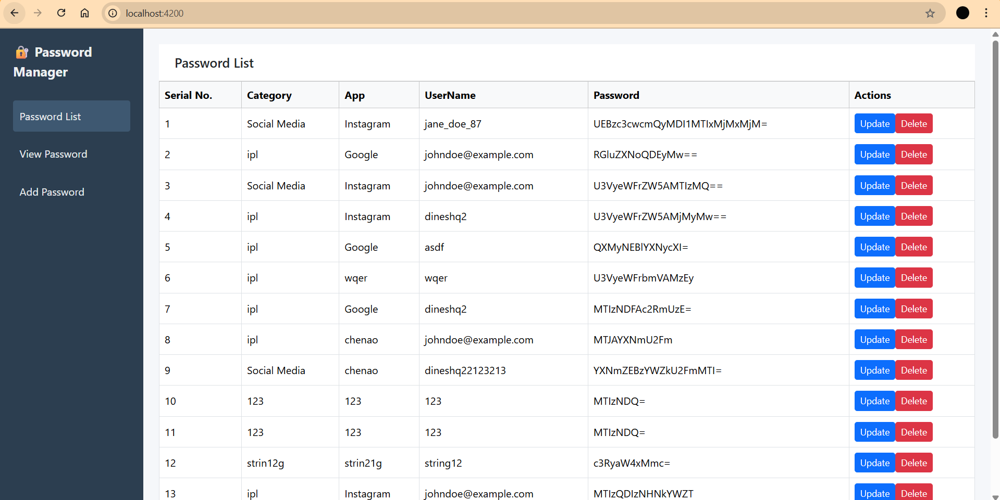 localhost:4200
🔐 Password
Manager
Password List
View Password
Add Password
Password List
Serial No. Category App UserName Password Actions
1 Social Media Instagram jane_doe_87 UEBzc3cwcmQyMDI1MTIxMjMxMjM= Update Delete
2 ipl Google johndoe@example.com RGluZXNoQDEyMw== Update Delete
3 Social Media Instagram johndoe@example.com U3VyeWFrZW5AMTIzMQ== Update Delete
4 ipl Instagram dineshq2 U3VyeWFrZW5AMjMyMw== Update Delete
5 ipl Google asdf QXMyNEBlYXNycXI= Update Delete
6 ipl wqer wqer U3VyeWFrbmVAMzEy Update Delete
7 ipl Google dineshq2 MTIzNDFAc2RmUzE= Update Delete
8 ipl chenao johndoe@example.com MTJAYXNmU2Fm Update Delete
9 Social Media chenao dineshq22123213 YXNmZEBzYWZkU2FmMTI= Update Delete
10 123 123 123 MTIzNDQ= Update Delete
11 123 123 123 MTIzNDQ= Update Delete
12 strin12g strin21g string12 c3RyaW4xMmc= Update Delete
13 ipl Instagram johndoe@example.com MTIzQDIzNHNkYWZT Update Delete